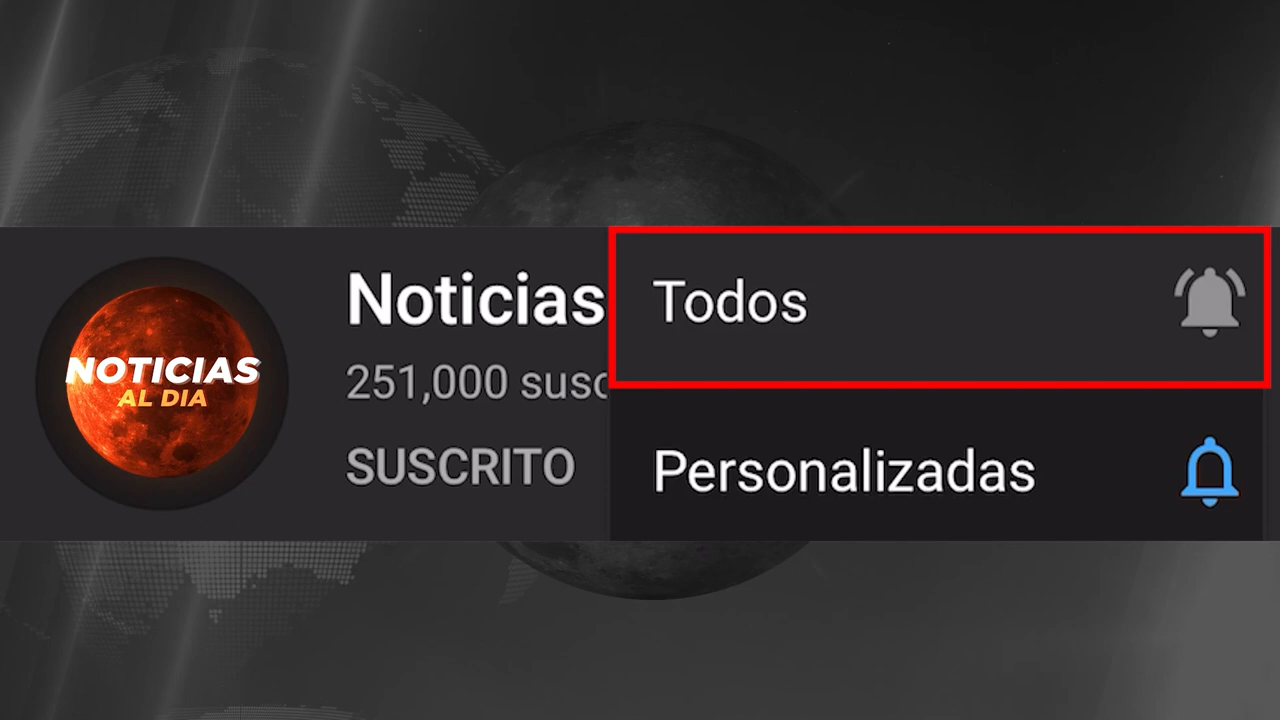 NOTICIAS
AL DIA
Noticias
251,000 susc
SUSCRITO
Todos
Personalizadas